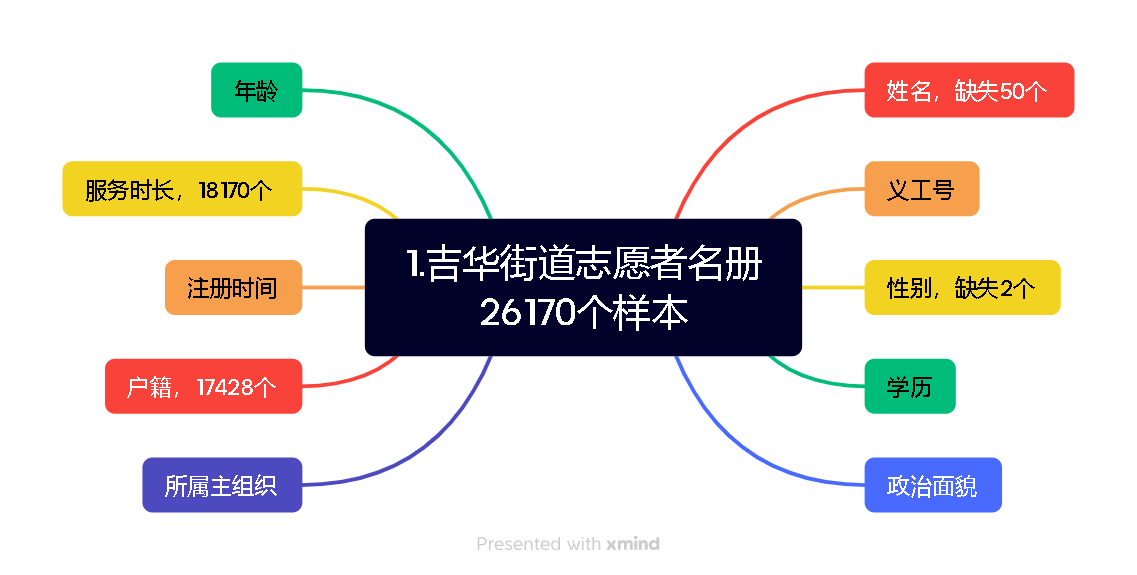 年龄
姓名，缺失50个
服务时长，18170个
义工号
1.吉华街道志愿者名册
26170个样本
注册时间
性别，缺失2个
户籍，17428个
学历
所属主组织
政治面貌
Presented with xmind